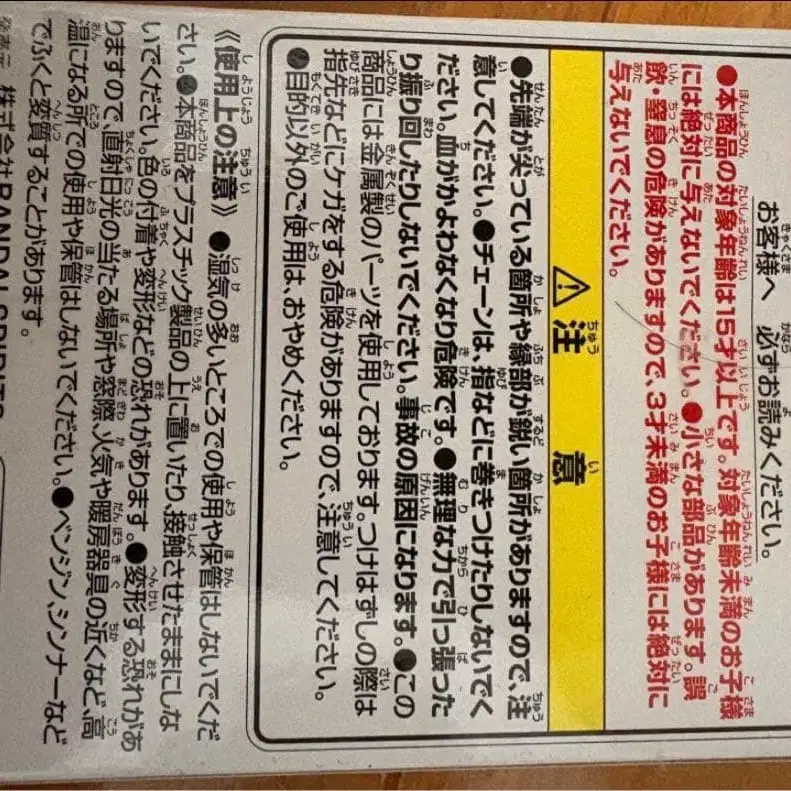 お客様へ 必ずお読みください。
●本商品の対象年齢は15才以上です。対象年齢未満のお子様
には絶対に与えないでください。●小さな部品があります。誤
飲・窒息の危険がありますので、3才未満のお子様には絶対に
与えないでください。
⚠注意
●先端が尖っている箇所や縁部が鋭い箇所がありますので、注
意してください。●チェーンは、指などに巻きつけたりしないでく
ださい。血がかよわなくなり危険です。●無理な力で引っ張った
り振り回したりしないでください。事故の原因になります。●この
商品には金属製のパーツを使用しております。つけはずしの際は
指先などにケガをする危険がありますので、注意してください。
●目的以外のご使用は、おやめください。
《使用上の注意》 ●湿気の多いところでの使用や保管はしないでくだ
さい。●本商品をプラスチック製品の上に置いたり、接触させたままにしな
いでください。色の付着や変形などの恐れがあります。●変形する恐れがあ
りますので、直射日光の当たる場所や窓際、火気や暖房器具の近くなど、高
温になる所での使用や保管はしないでください。●ベンジン、シンナーなど
でふくと変質することがあります。
発売元 株式会社BANDAI SPIRITS